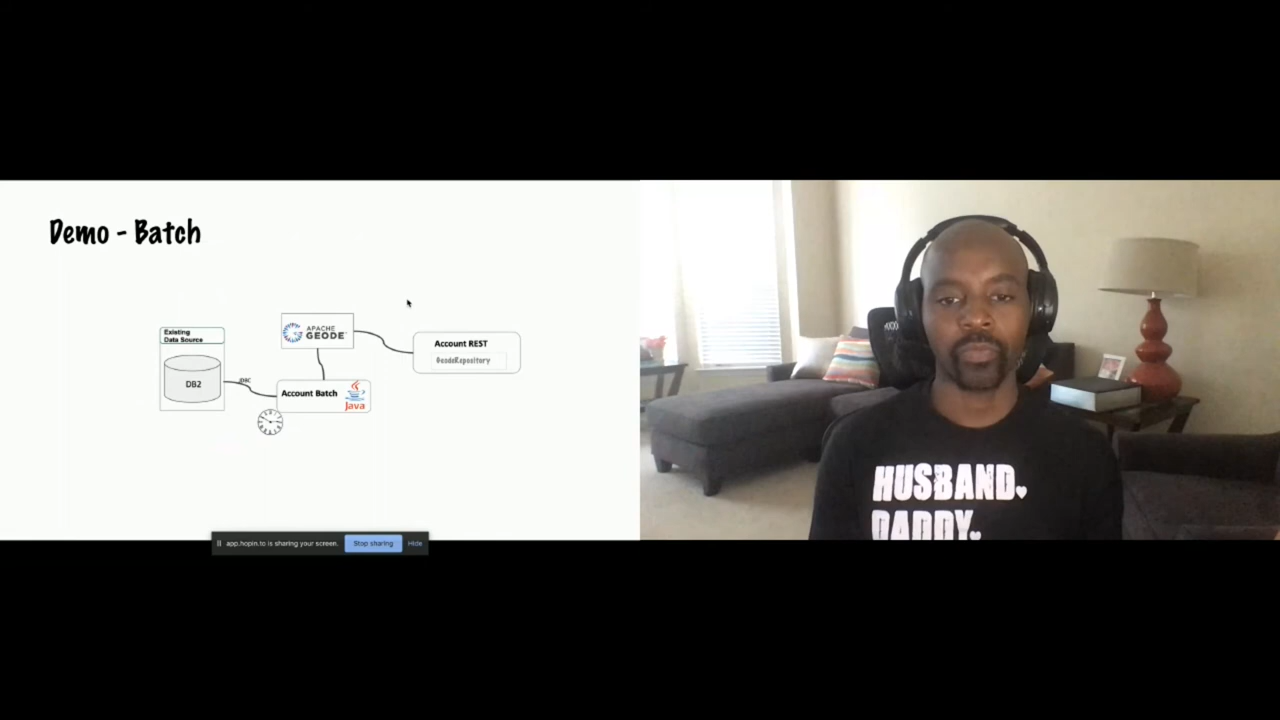 Demo - Batch
Existing
Data Source
DB2
JDBC
APACHE
GEODE
Account Batch
Java
Account REST
GeodeRepository
app.hopin.to is sharing your screen.
Stop sharing
Hide
HUSBAND.
DADDY.